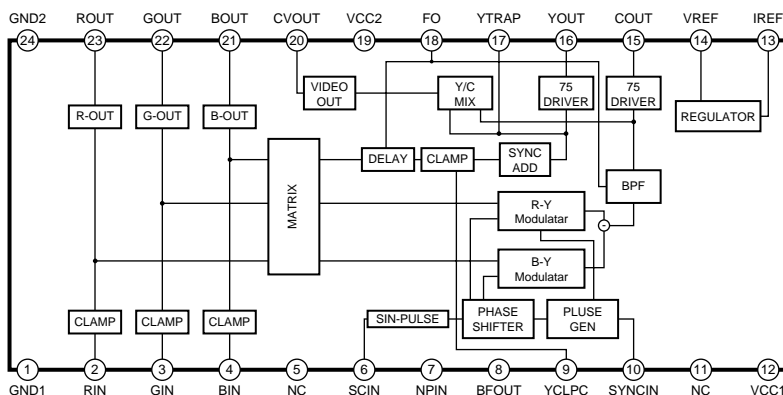 GND2 ROUT GOUT BOUT CVOUT VCC2 FO YTRAP YOUT COUT VREF IREF
24 23 22 21 20 19 18 17 16 15 14 13
VIDEO OUT
Y/C MIX
75 DRIVER
75 DRIVER
R-OUT
G-OUT
B-OUT
REGULATOR
MATRIX
DELAY
CLAMP
SYNC ADD
BPF
R-Y Modulatar
-
B-Y Modulatar
CLAMP
CLAMP
CLAMP
SIN-PULSE
PHASE SHIFTER
PLUSE GEN
1 2 3 4 5 6 7 8 9 10 11 12
GND1 RIN GIN BIN NC SCIN NPIN BFOUT YCLPC SYNCIN NC VCC1